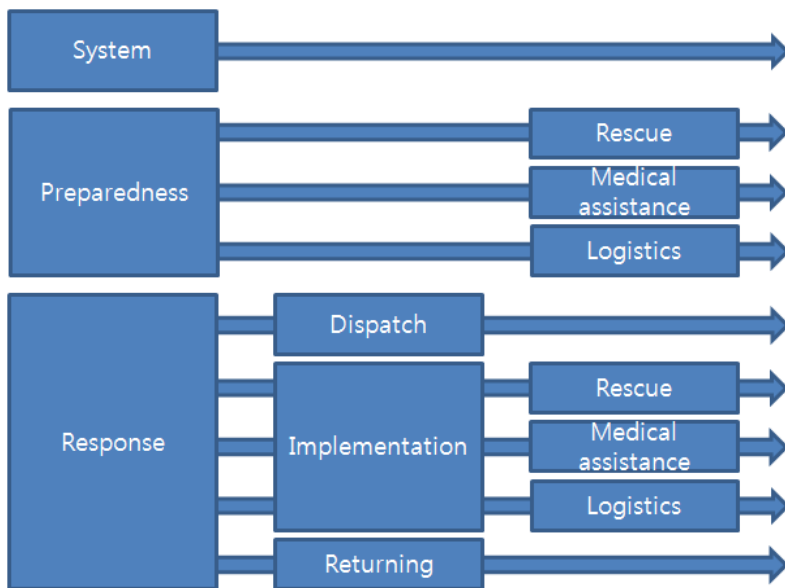 System
Preparedness
Rescue
Medical
assistance
Logistics
Response
Dispatch
Implementation
Rescue
Medical
assistance
Logistics
Returning